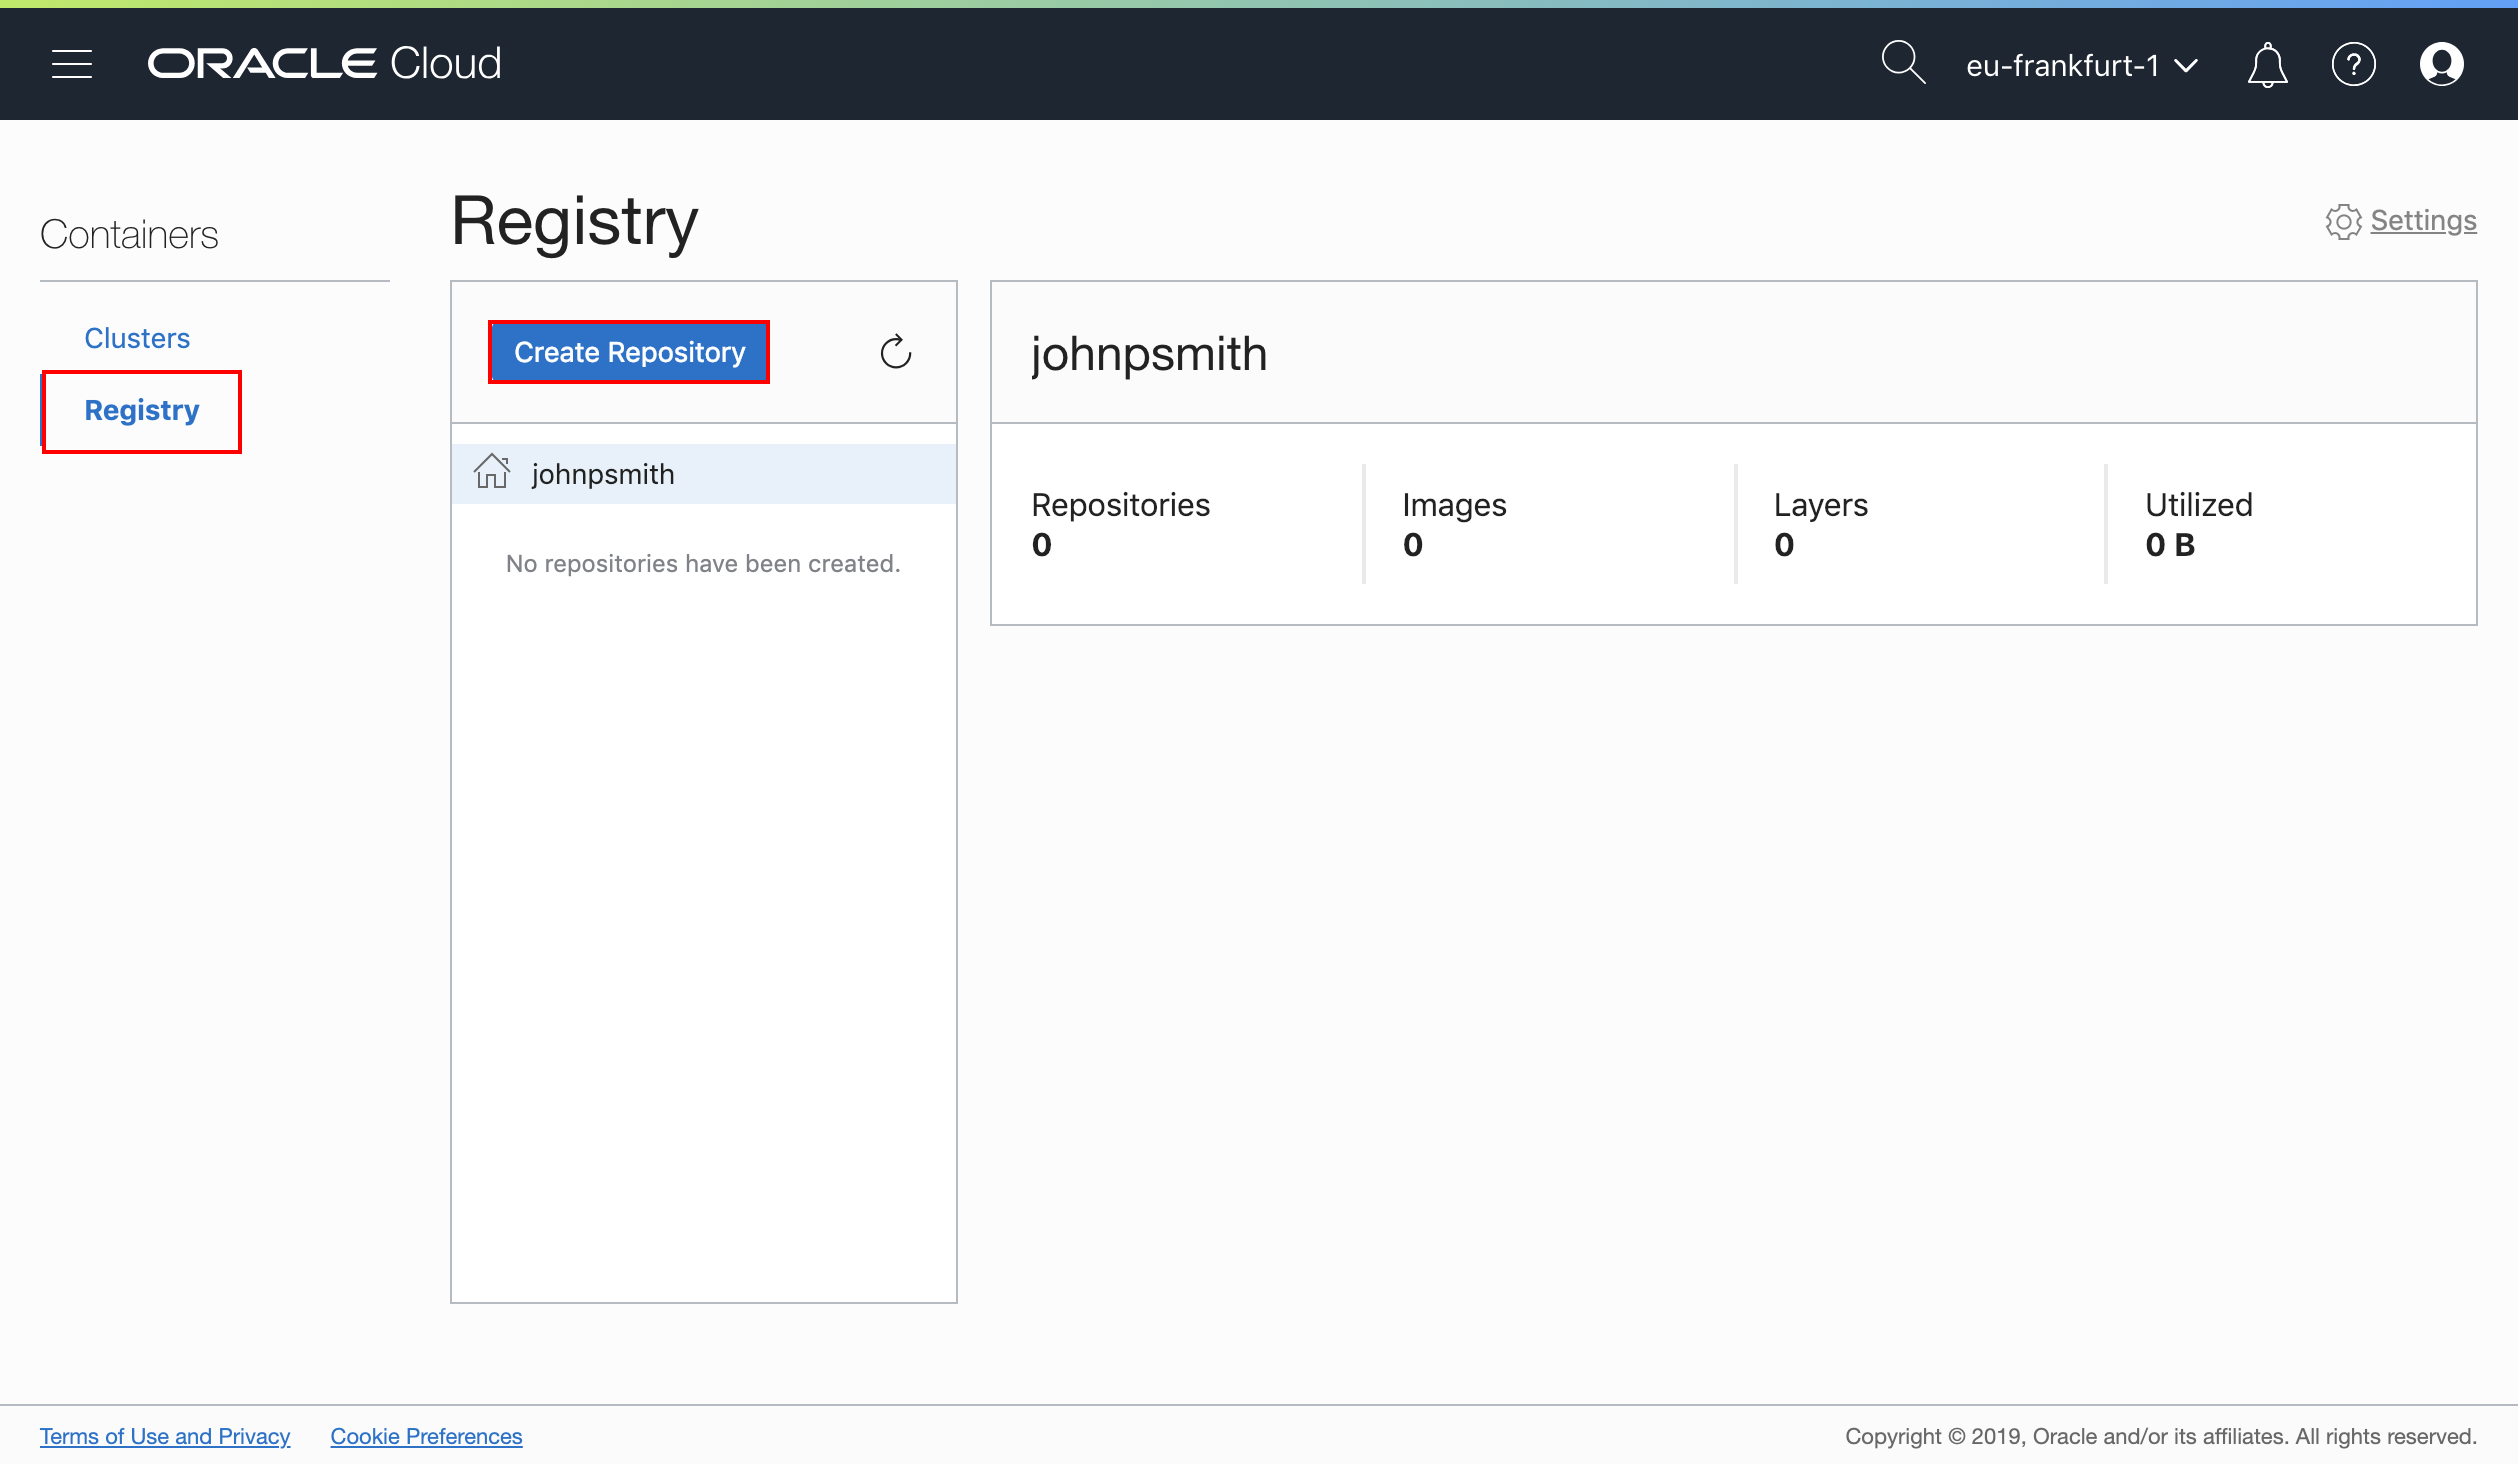 ORACLE Cloud
eu-frankfurt-1
?
Containers
Clusters
Registry
Registry
Settings
Create Repository
johnpsmith
No repositories have been created.
johnpsmith
Repositories
0
Images
0
Layers
0
Utilized
0 B
Terms of Use and Privacy
Cookie Preferences
Copyright © 2019, Oracle and/or its affiliates. All rights reserved.